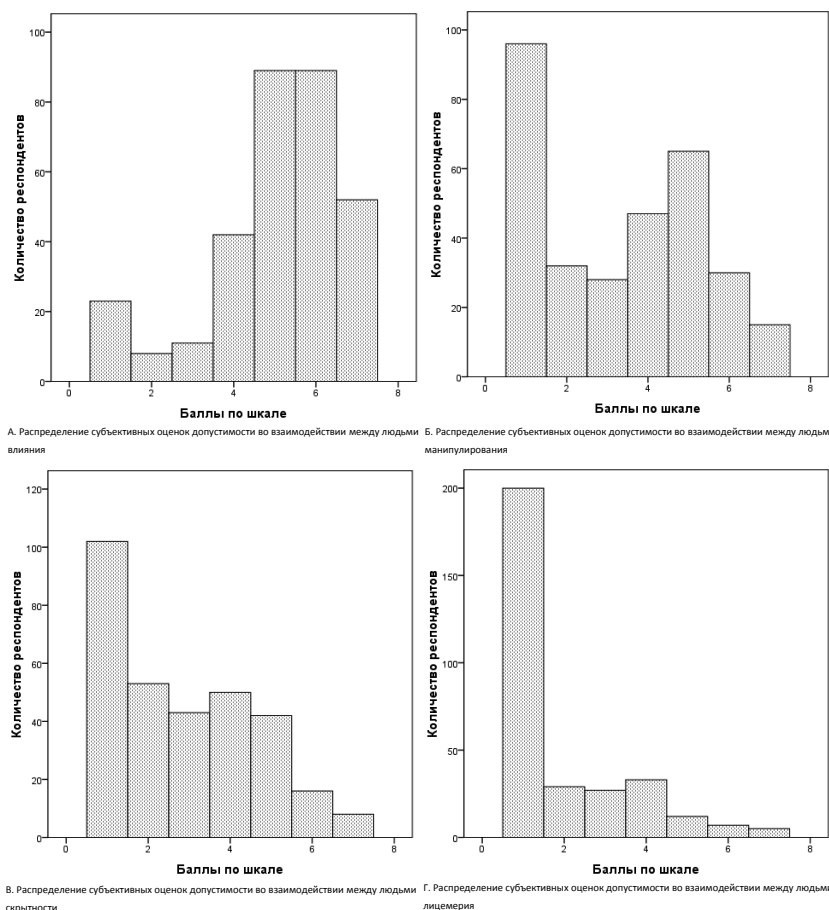 100
80
60
40
20
0
Количество респондентов
0 2 4 6 8
Баллы по шкале
А. Распределение субъективных оценок допустимости во взаимодействии между людьми
влияния
100
80
60
40
20
0
Количество респондентов
0 2 4 6 8
Баллы по шкале
Б. Распределение субъективных оценок допустимости во взаимодействии между людьм
манипулирования
120
100
80
60
40
20
0
Количество респондентов
0 2 4 6 8
Баллы по шкале
В. Распределение субъективных оценок допустимости во взаимодействии между людьми
скрытности
200
150
100
50
0
Количество респондентов
0 2 4 6 8
Баллы по шкале
Г. Распределение субъективных оценок допустимости во взаимодействии между людьми
лицемерия